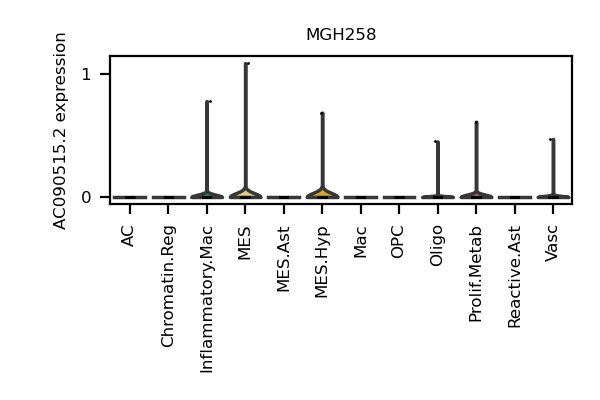 MGH258
AC090515.2 expression
1
0
AC
Chromatin.Reg
Inflammatory.Mac
MES
MES.Ast
MES.Hyp
Mac
OPC
Oligo
Prolif.Metab
Reactive.Ast
Vasc